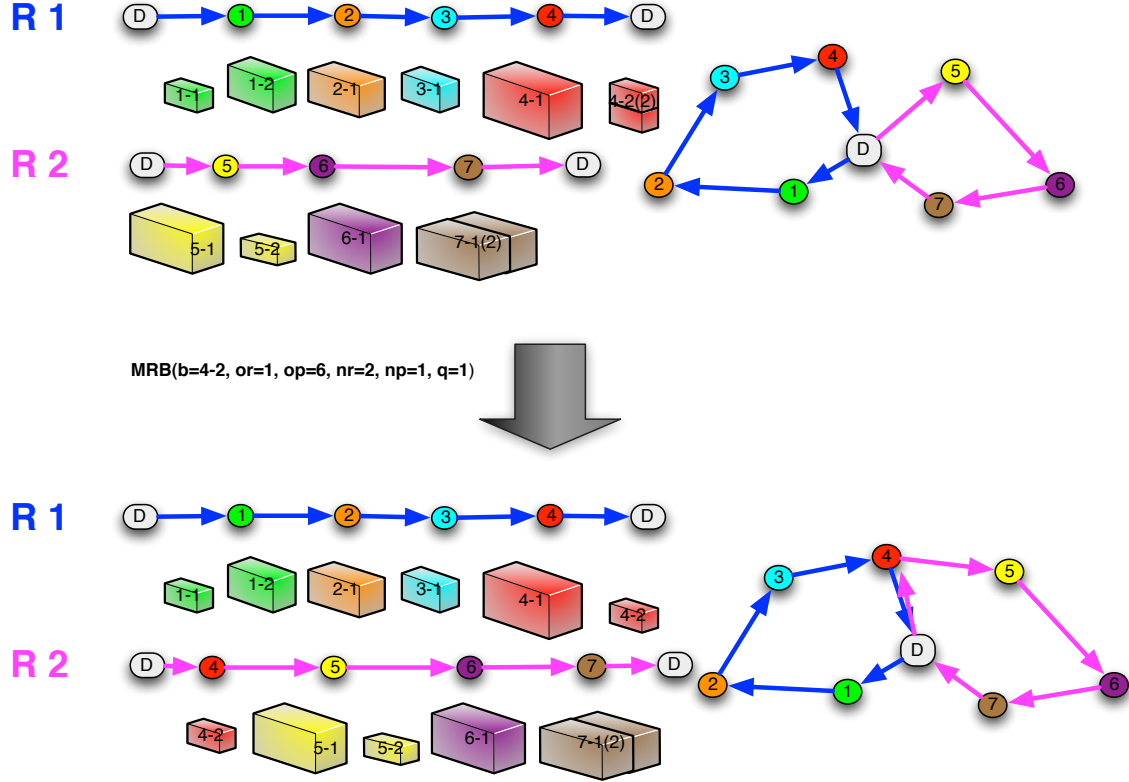 R 1 D 1 2 3 4 D
1-1 1-2 2-1 3-1 4-1 4-2(2)
R 2 D 5 6 7 D
5-1 5-2 6-1 7-1(2)
4
3
5
D
2
1
7
6
MRB(b=4-2, or=1, op=6, nr=2, np=1, q=1)
R 1 D 1 2 3 4 D
1-1 1-2 2-1 3-1 4-1 4-2
R 2 D 4 5 6 7 D
4-2 5-1 5-2 6-1 7-1(2)
4
3
5
D
2
1
7
6